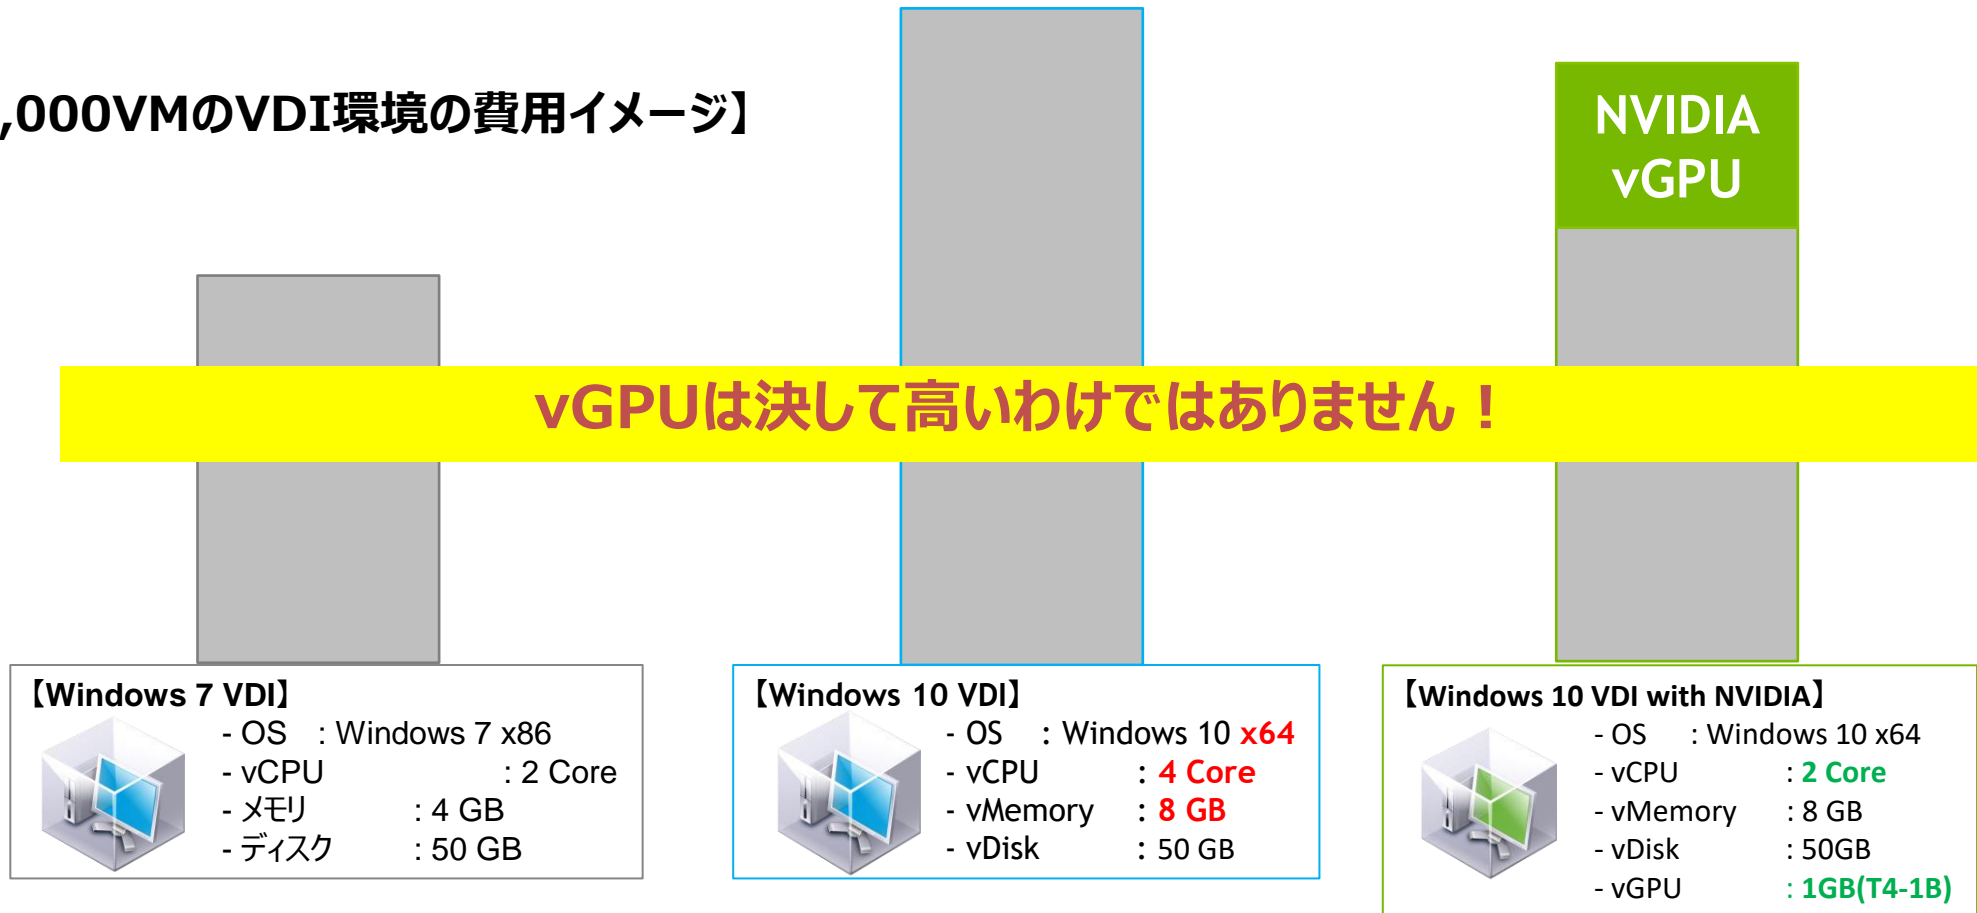 ,000VMのVDI環境の費用イメージ】
NVIDIA
vGPU
vGPUは決して高いわけではありません！
【Windows 7 VDI】
- OS : Windows 7 x86
- vCPU : 2 Core
- メモリ : 4 GB
- ディスク : 50 GB
【Windows 10 VDI】
- OS : Windows 10 x64
- vCPU : 4 Core
- vMemory : 8 GB
- vDisk : 50 GB
【Windows 10 VDI with NVIDIA】
- OS : Windows 10 x64
- vCPU : 2 Core
- vMemory : 8 GB
- vDisk : 50GB
- vGPU : 1GB(T4-1B)